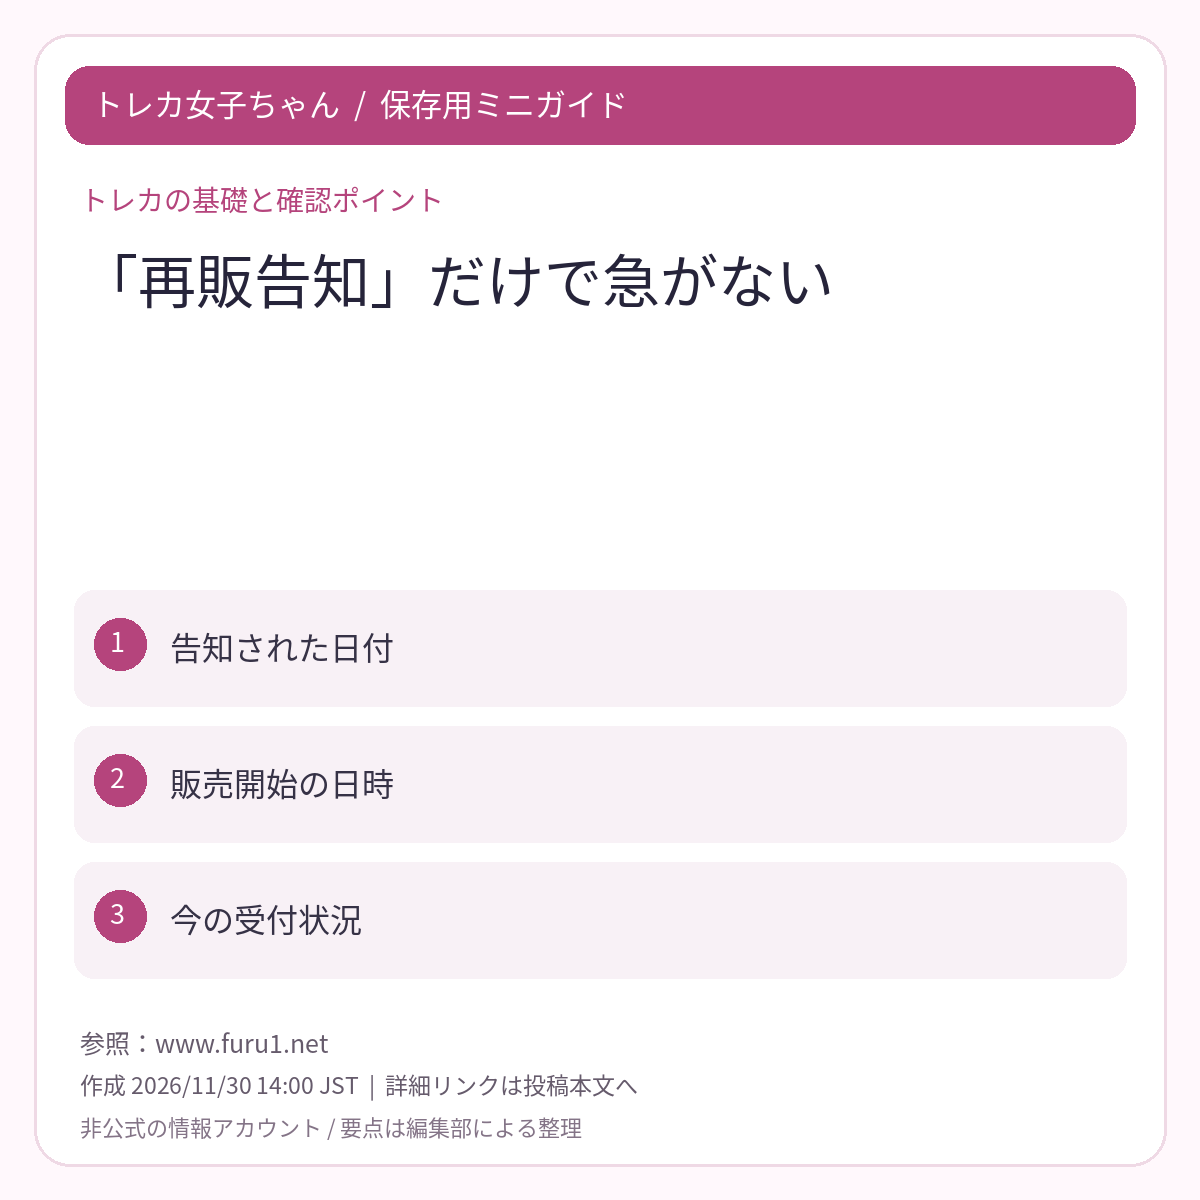 トレカ女子ちゃん / 保存用ミニガイド
トレカの基礎と確認ポイント
「再販告知」だけで急がない
1 告知された日付
2 販売開始の日時
3 今の受付状況
参照：www.furu1.net
作成 2026/11/30 14:00 JST | 詳細リンクは投稿本文へ
非公式の情報アカウント / 要点は編集部による整理